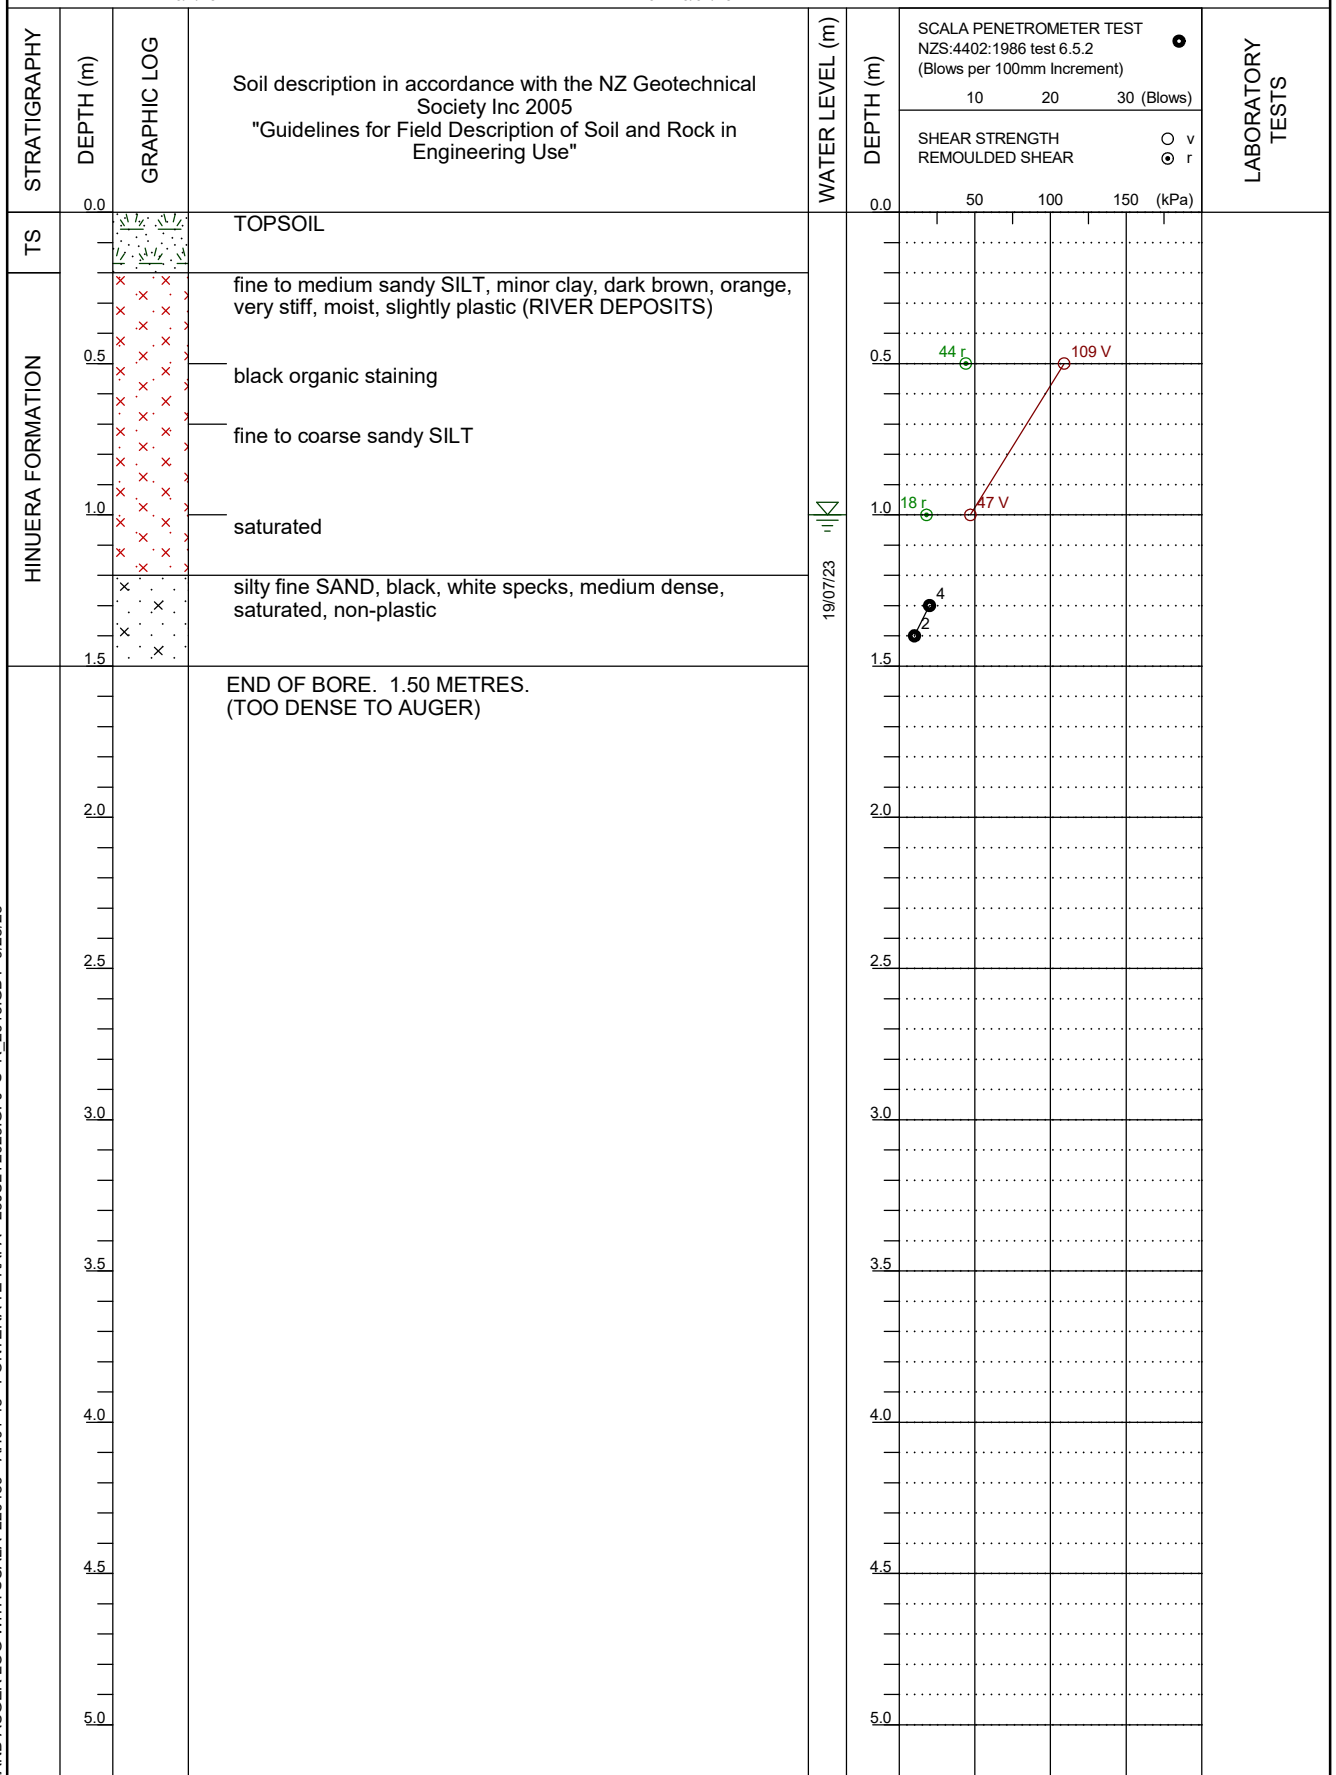 STRATIGRAPHY
DEPTH (m)
GRAPHIC LOG
Soil description in accordance with the NZ Geotechnical
Society Inc 2005
"Guidelines for Field Description of Soil and Rock in
Engineering Use"
WATER LEVEL (m)
DEPTH (m)
SCALA PENETROMETER TEST
NZS:4402:1986 test 6.5.2
(Blows per 100mm Increment)
10 20 30 (Blows)
SHEAR STRENGTH v
REMOULDED SHEAR r
50 100 150 (kPa)
LABORATORY
TESTS
0.0 0.0
TS
TOPSOIL
HINUERA FORMATION
fine to medium sandy SILT, minor clay, dark brown, orange,
very stiff, moist, slightly plastic (RIVER DEPOSITS)
44 r 109 V
0.5 0.5
black organic staining
fine to coarse sandy SILT
18 r 47 V
1.0 1.0
saturated
19/07/23
silty fine SAND, black, white specks, medium dense,
saturated, non-plastic
4
2
1.5 1.5
END OF BORE. 1.50 METRES.
(TOO DENSE TO AUGER)
2.0 2.0
2.5 2.5
3.0 3.0
3.5 3.5
4.0 4.0
4.5 4.5
5.0 5.0